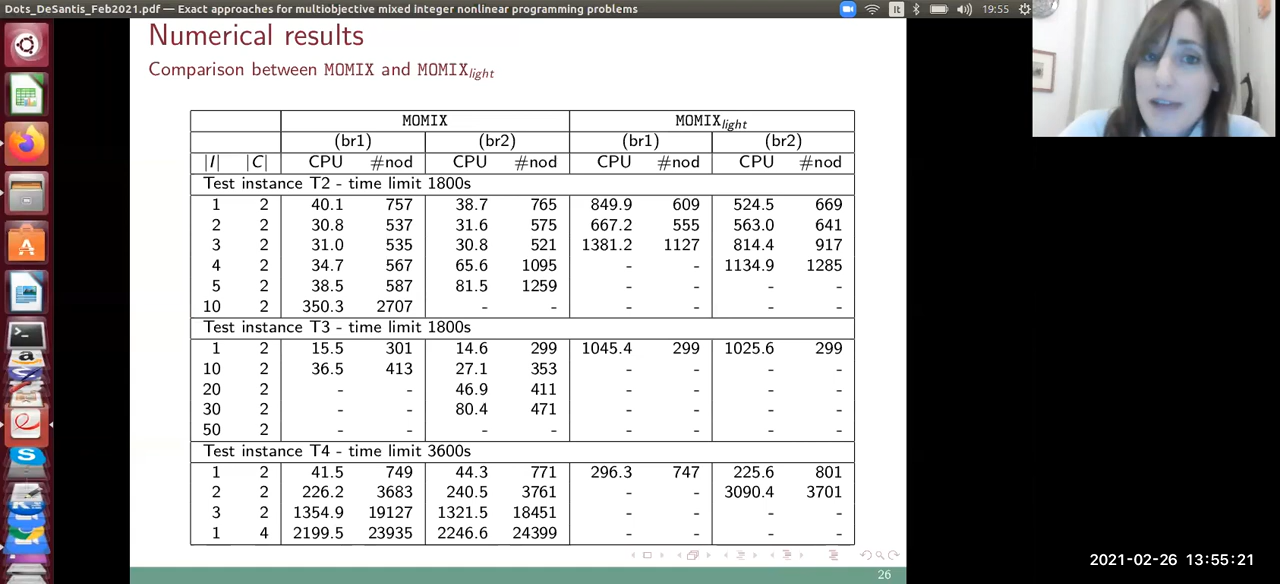 Dots_DeSantis_Feb2021.pdf — Exact approaches for multiobjective mixed integer nonlinear programming problems
It
19:55
Numerical results
Comparison between MOMIX and MOMIXlight
MOMIX MOMIXlight
(br1) (br2) (br1) (br2)
|I| |C| CPU #nod CPU #nod CPU #nod CPU #nod
Test instance T2 - time limit 1800s
1 2 40.1 757 38.7 765 849.9 609 524.5 669
2 2 30.8 537 31.6 575 667.2 555 563.0 641
3 2 31.0 535 30.8 521 1381.2 1127 814.4 917
4 2 34.7 567 65.6 1095 - - 1134.9 1285
5 2 38.5 587 81.5 1259 - - - -
10 2 350.3 2707 - - - - - -
Test instance T3 - time limit 1800s
1 2 15.5 301 14.6 299 1045.4 299 1025.6 299
10 2 36.5 413 27.1 353 - - - -
20 2 - - 46.9 411 - - - -
30 2 - - 80.4 471 - - - -
50 2 - - - - - - - -
Test instance T4 - time limit 3600s
1 2 41.5 749 44.3 771 296.3 747 225.6 801
2 2 226.2 3683 240.5 3761 - - 3090.4 3701
3 2 1354.9 19127 1321.5 18451 - - - -
1 4 2199.5 23935 2246.6 24399 - - - -
26
2021-02-26 13:55:21